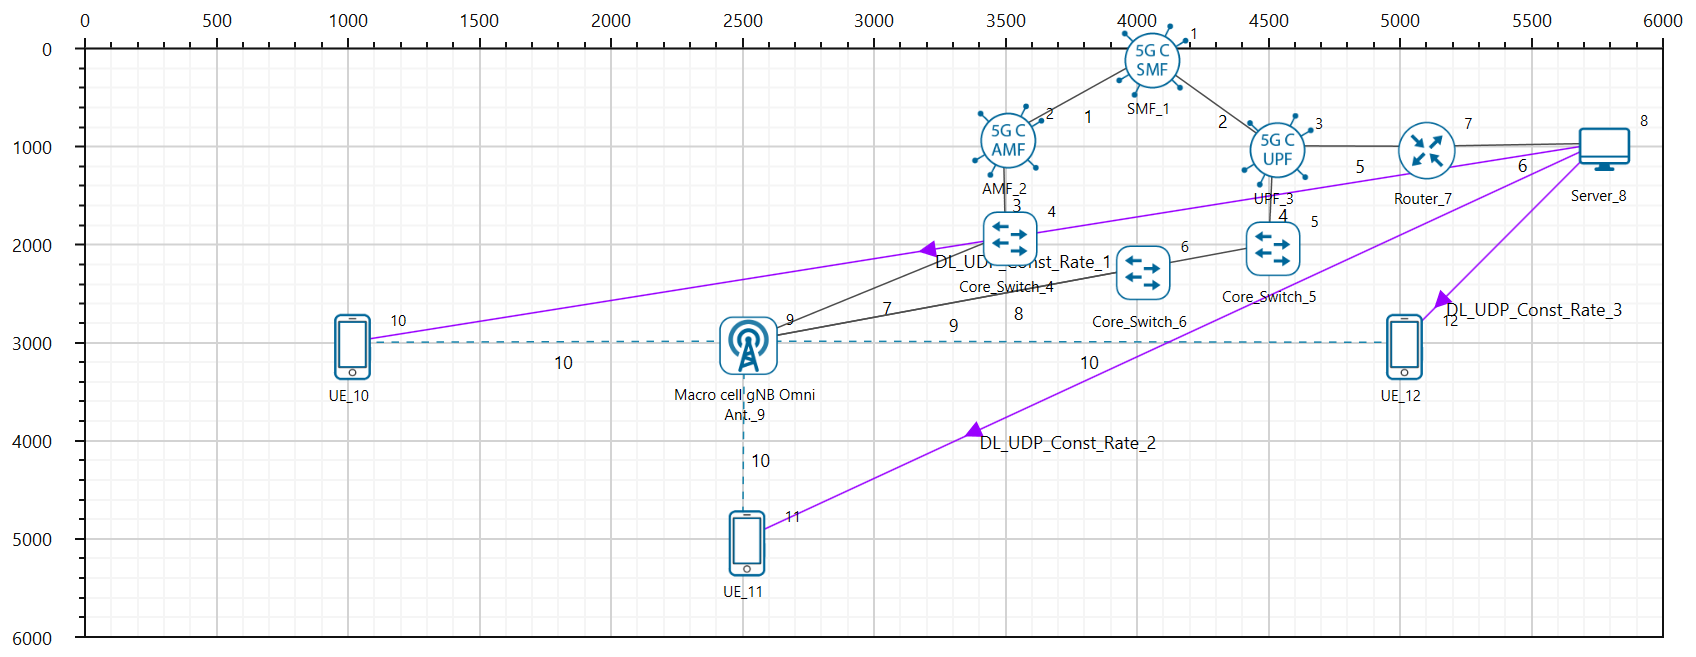 0 500 1000 1500 2000 2500 3000 3500 4000 4500 5000 5500 6000
0
1000
2000
3000
4000
5000
6000
5G C
SMF
1
SMF_1
1
2
5G C
AMF
2
AMF_2
3
5G C
UPF
3
UPF_3
4
5
7
Router_7
6
8
Server_8
4
Core_Switch_4
DL_UDP_Const_Rate_1
5
Core_Switch_5
6
Core_Switch_6
7
8
9
9
Macro cell gNB Omni
Ant._9
10
UE_10
10
10
10
11
UE_11
12
UE_12
DL_UDP_Const_Rate_3
DL_UDP_Const_Rate_2